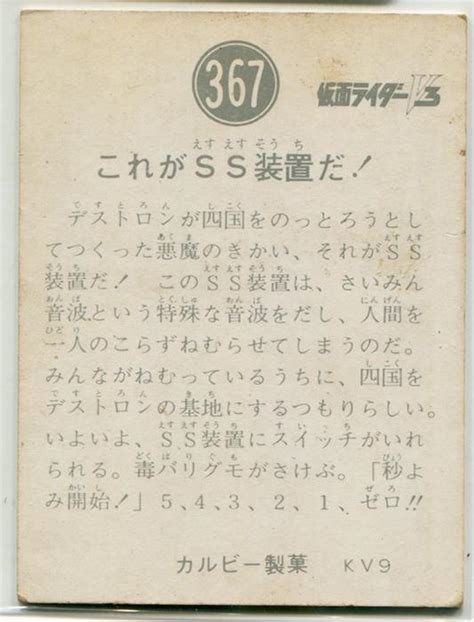 367
仮面ライダーV3
これがSS装置だ!
デストロンが四国をのっとろうとし
てつくった悪魔のきかい、それがSS
装置だ! このSS装置は、さいみん
音波という特殊な音波をだし、人間を
一人のこらずねむらせてしまうのだ。
みんながねむっているうちに、四国を
デストロンの基地にするつもりらしい。
いよいよ、SS装置にスイッチがいれ
られる。毒バリグモがさけぶ。「秒よ
み開始!」5、4、3、2、1、ゼロ!!
カルビー製菓 KV9